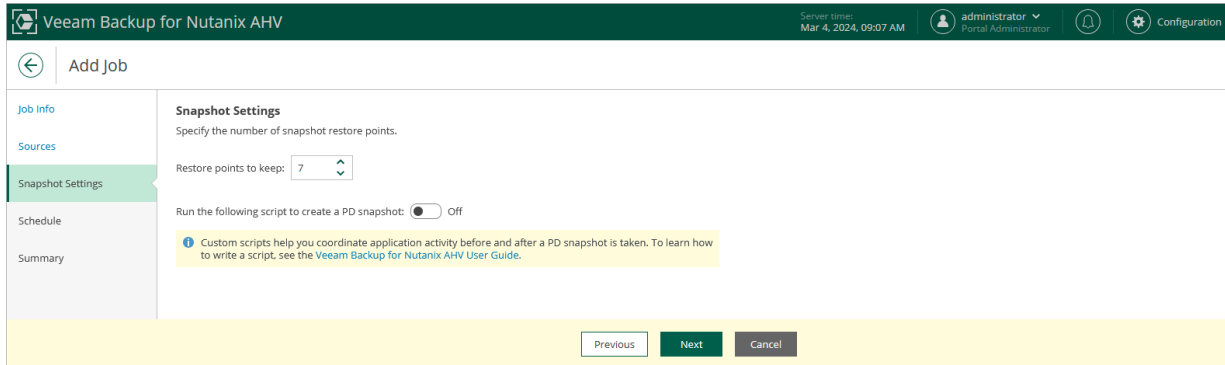 Veeam Backup for Nutanix AHV
Server time:
Mar 4, 2024, 09:07 AM
administrator
Portal Administrator
Configuration
Add Job
Job Info
Sources
Snapshot Settings
Schedule
Summary
Snapshot Settings
Specify the number of snapshot restore points.
Restore points to keep: 7
Run the following script to create a PD snapshot: Off
Custom scripts help you coordinate application activity before and after a PD snapshot is taken. To learn how
to write a script, see the Veeam Backup for Nutanix AHV User Guide.
Previous Next Cancel